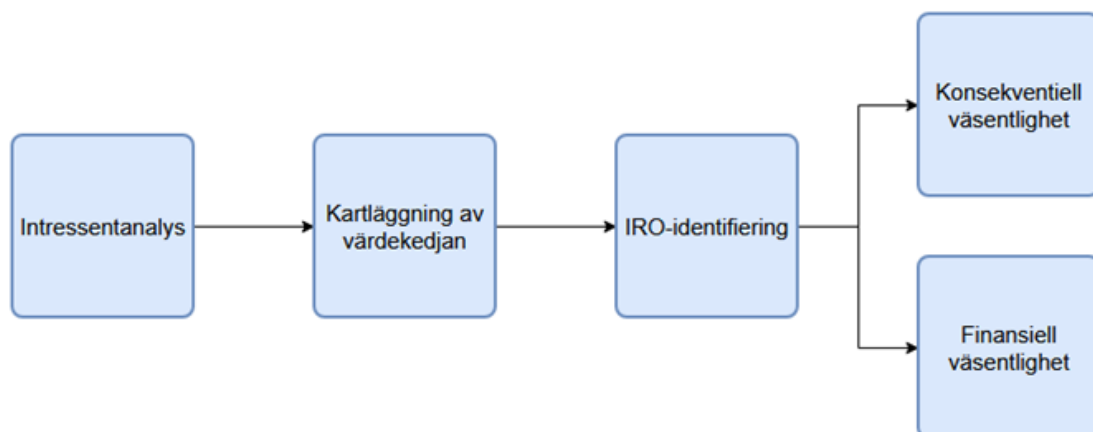 Intressentanalys
Kartläggning av
värdekedjan
IRO-identifiering
Konsekventiell
väsentlighet
Finansiell
väsentlighet